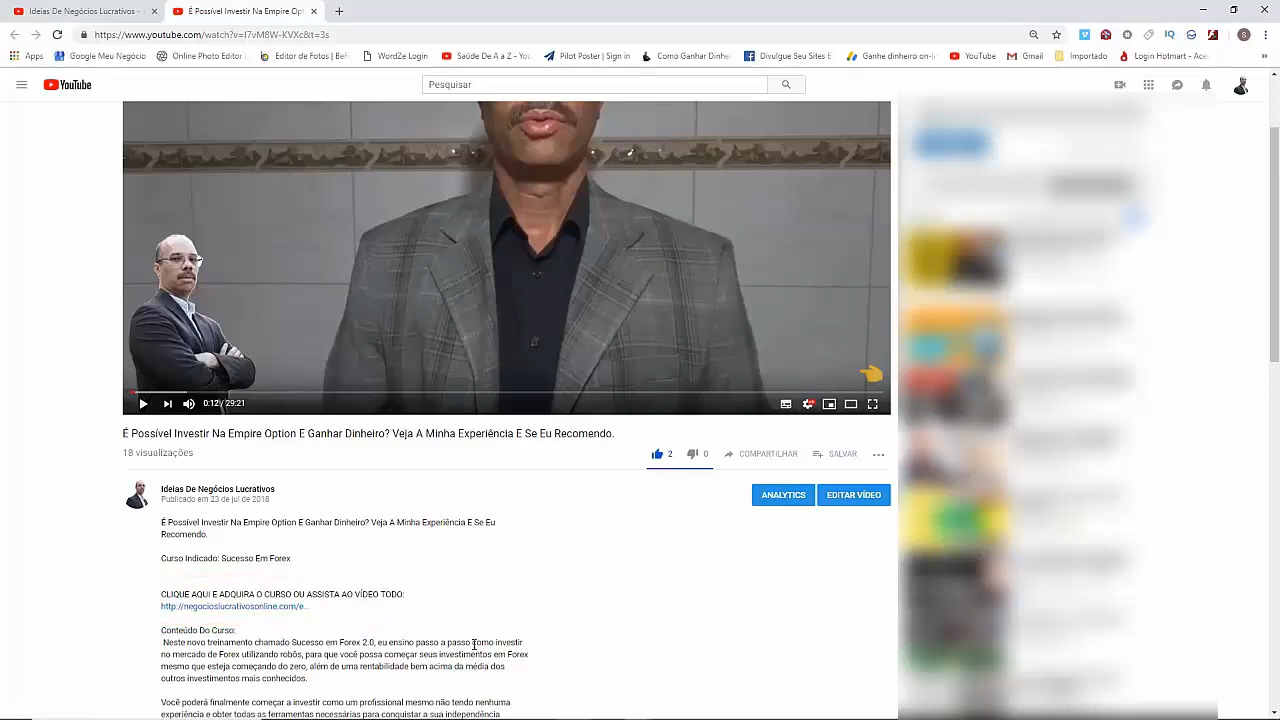 Ideias De Negócios Lucrativos -
É Possível Investir Na Empire Opt
https://www.youtube.com/watch?v=I7vM8W-KVXc&t=3s
Apps
Google Meu Negócio
Online Photo Editor |
Editor de Fotos | BeF
WordZe Login
Saúde De A a Z - You
Pilot Poster | Sign in
Como Ganhar Dinhe
Divulgue Seu Sites E
Ganhe dinheiro on-li
YouTube
Gmail
Importado
Login Hotmart - Aces
YouTube
Pesquisar
0:12 / 29:21
É Possível Investir Na Empire Option E Ganhar Dinheiro? Veja A Minha Experiência E Se Eu Recomendo.
18 visualizações
2
0
COMPARTILHAR
SALVAR
Ideias De Negócios Lucrativos
Publicado em 23 de jul de 2018
ANALYTICS
EDITAR VÍDEO
É Possível Investir Na Empire Option E Ganhar Dinheiro? Veja A Minha Experiência E Se Eu
Recomendo.
Curso Indicado: Sucesso Em Forex
CLIQUE AQUI E ADQUIRA O CURSO OU ASSISTA AO VÍDEO TODO:
http://negocioslucrativosonline.com/e...
Conteúdo Do Curso:
Neste novo treinamento chamado Sucesso em Forex 2.0, eu ensino passo a passo como investir
no mercado de Forex utilizando robôs, para que você possa começar seus investimentos em Forex
mesmo que esteja começando do zero, além de uma rentabilidade bem acima da média dos
outros investimentos mais conhecidos.
Você poderá finalmente começar a investir como um profissional mesmo não tendo nenhuma
experiência e obter todas as ferramentas necessárias para conquistar a sua independência